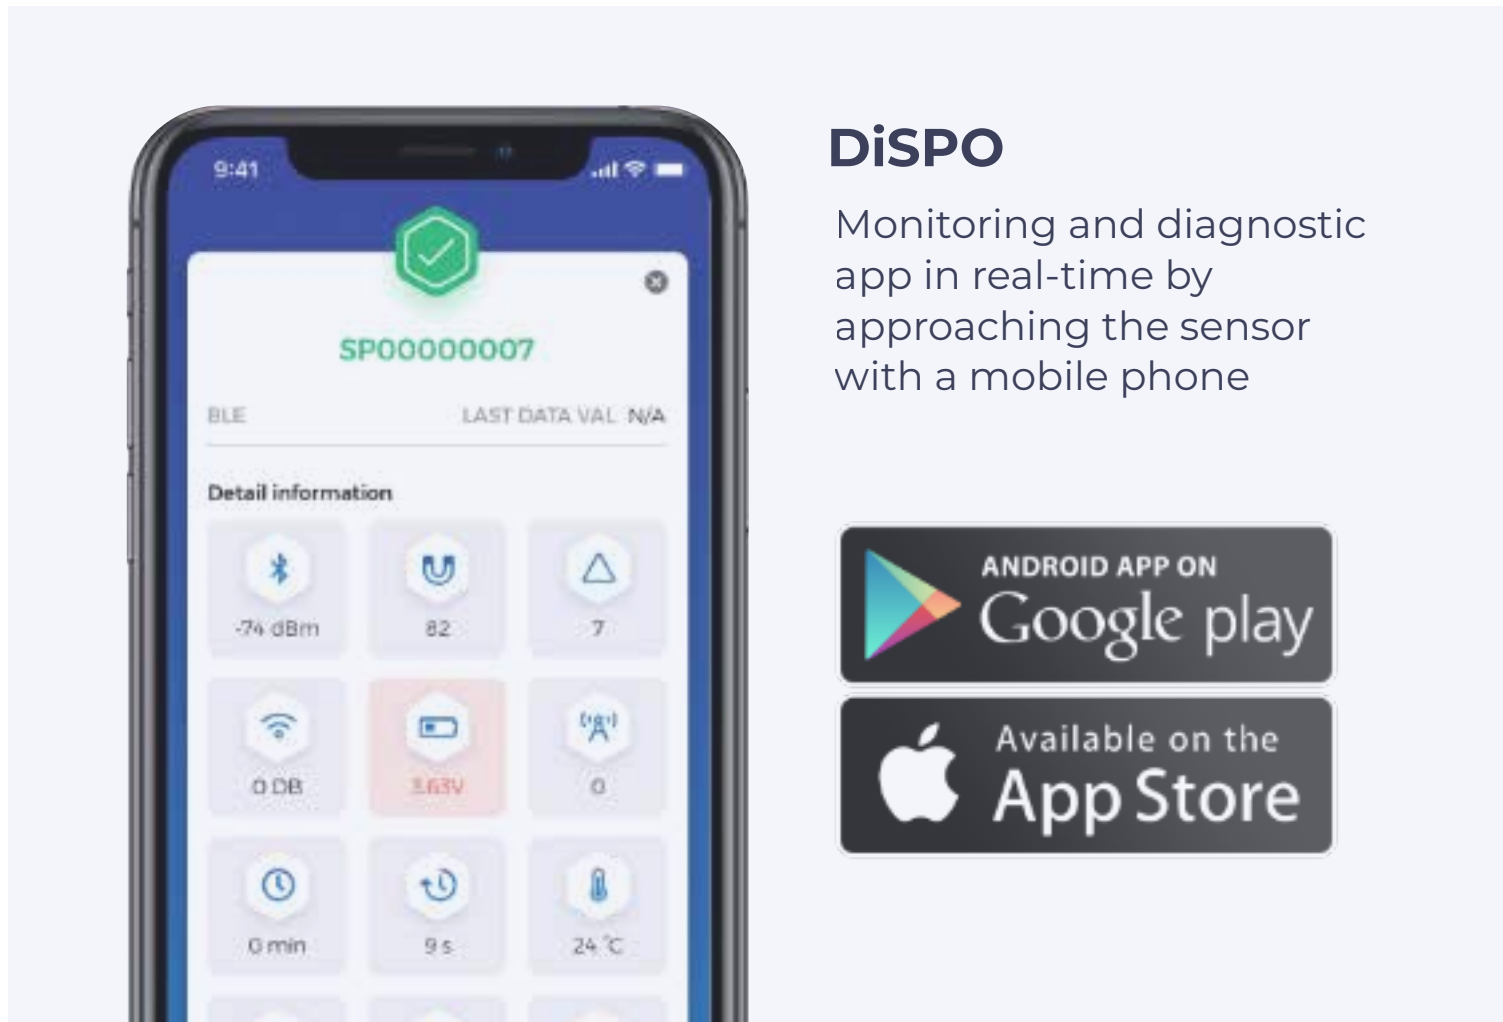 9:41
SP00000007
BLE LAST DATA VAL N/A
Detail information
-74 dBm 82 7
0 DB 3.63V 0
0 min 9 s 24 °C
DiSPO
Monitoring and diagnostic
app in real-time by
approaching the sensor
with a mobile phone
ANDROID APP ON
Google play
Available on the
App Store